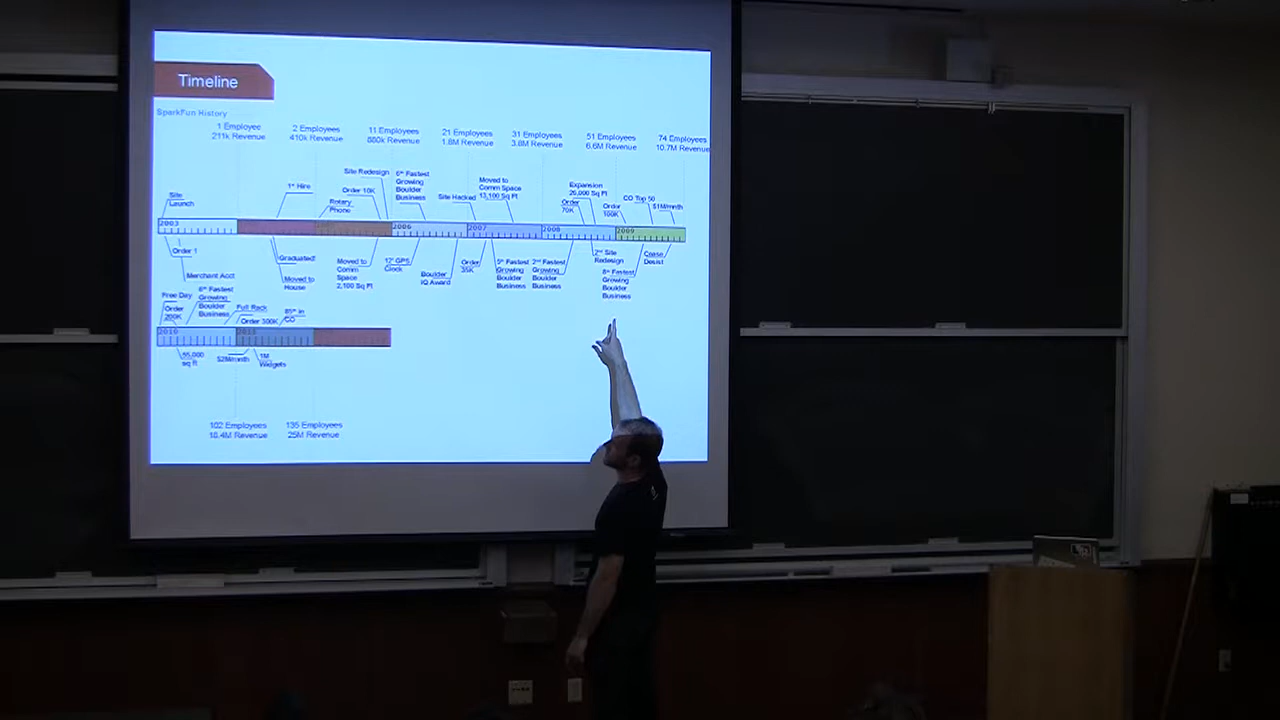 Timeline
SparkFun History
1 Employee
211k Revenue
2 Employees
410k Revenue
11 Employees
880k Revenue
21 Employees
1.8M Revenue
31 Employees
3.8M Revenue
51 Employees
6.6M Revenue
74 Employees
10.7M Revenue
Site
Launch
1st Hire
Rotary
Phone
Order 10K
Site Redesign
6th Fastest
Growing
Boulder
Business
Site Hacked
Moved to
Comm Space
13,100 Sq Ft
Expansion
26,000 Sq Ft
Order
70K
Order
100K
CO Top 50
$1M/mnth
2003
2006
2007
2008
2009
Order 1
Merchant Acct
Graduated!
Moved to
House
Moved to
Comm
Space
2,100 Sq Ft
12' GPS
Clock
Boulder
IQ Award
Order
35K
5th Fastest
Growing
Boulder
Business
2nd Fastest
Growing
Boulder
Business
2nd Site
Redesign
8th Fastest
Growing
Boulder
Business
Cease
Desist
Free Day
Order
200K
6th Fastest
Growing
Boulder
Business
Full Rack
Order 300K
85th in
CO
2010
2011
55,000
sq ft
$2M/mnth
1M
Widgets
102 Employees
18.4M Revenue
135 Employees
25M Revenue